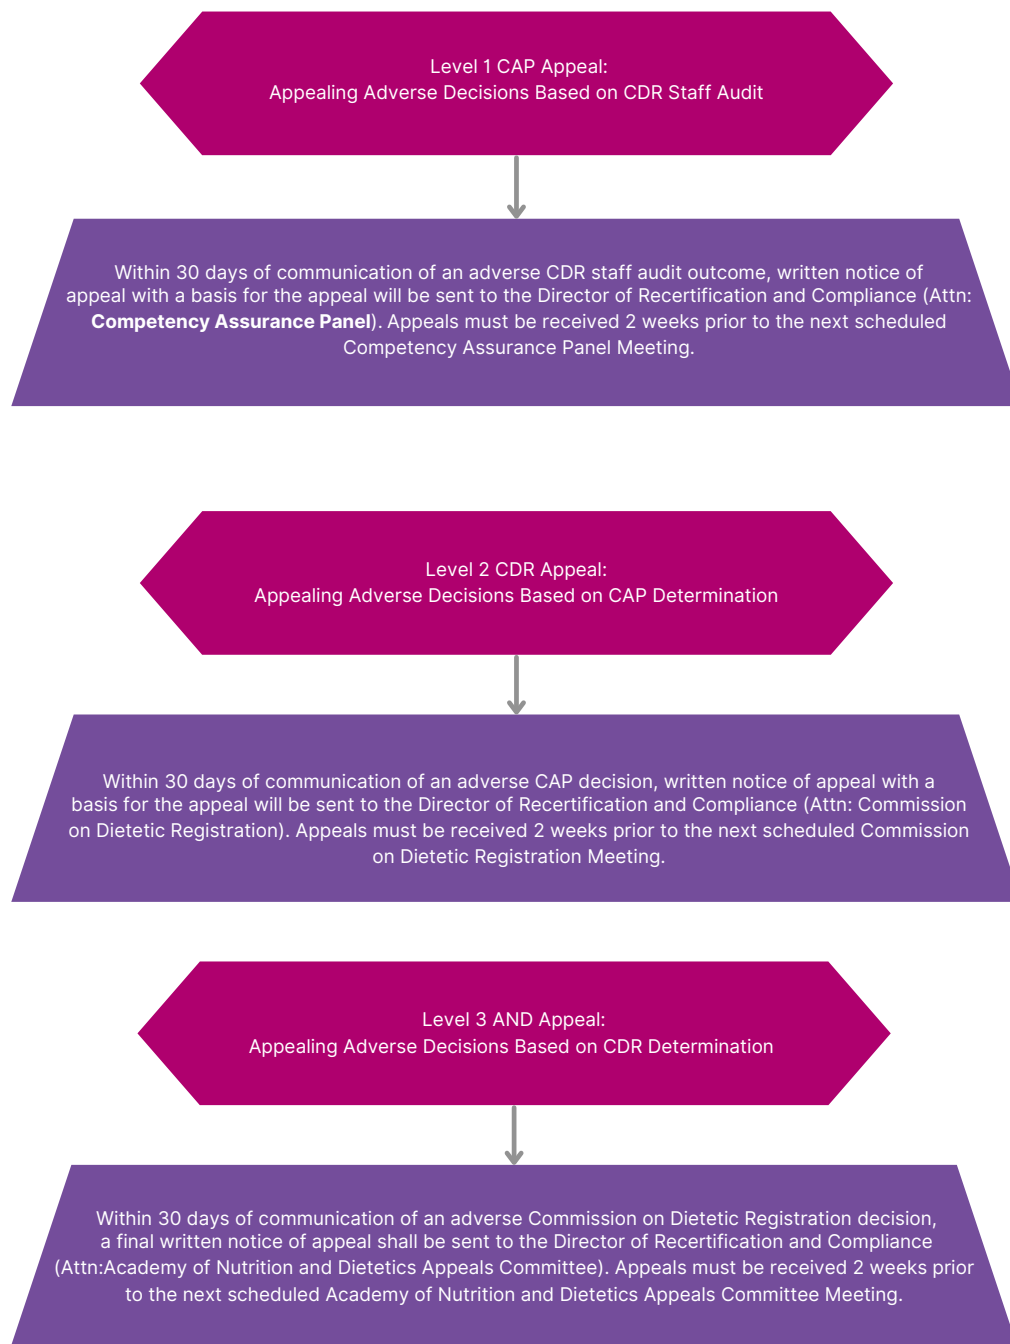 Level 1 CAP Appeal:
Appealing Adverse Decisions Based on CDR Staff Audit
Within 30 days of communication of an adverse CDR staff audit outcome, written notice of
appeal with a basis for the appeal will be sent to the Director of Recertification and Compliance (Attn:
Competency Assurance Panel). Appeals must be received 2 weeks prior to the next scheduled
Competency Assurance Panel Meeting.
Level 2 CDR Appeal:
Appealing Adverse Decisions Based on CAP Determination
Within 30 days of communication of an adverse CAP decision, written notice of appeal with a
basis for the appeal will be sent to the Director of Recertification and Compliance (Attn: Commission
on Dietetic Registration). Appeals must be received 2 weeks prior to the next scheduled Commission
on Dietetic Registration Meeting.
Level 3 AND Appeal:
Appealing Adverse Decisions Based on CDR Determination
Within 30 days of communication of an adverse Commission on Dietetic Registration decision,
a final written notice of appeal shall be sent to the Director of Recertification and Compliance
(Attn:Academy of Nutrition and Dietetics Appeals Committee). Appeals must be received 2 weeks prior
to the next scheduled Academy of Nutrition and Dietetics Appeals Committee Meeting.